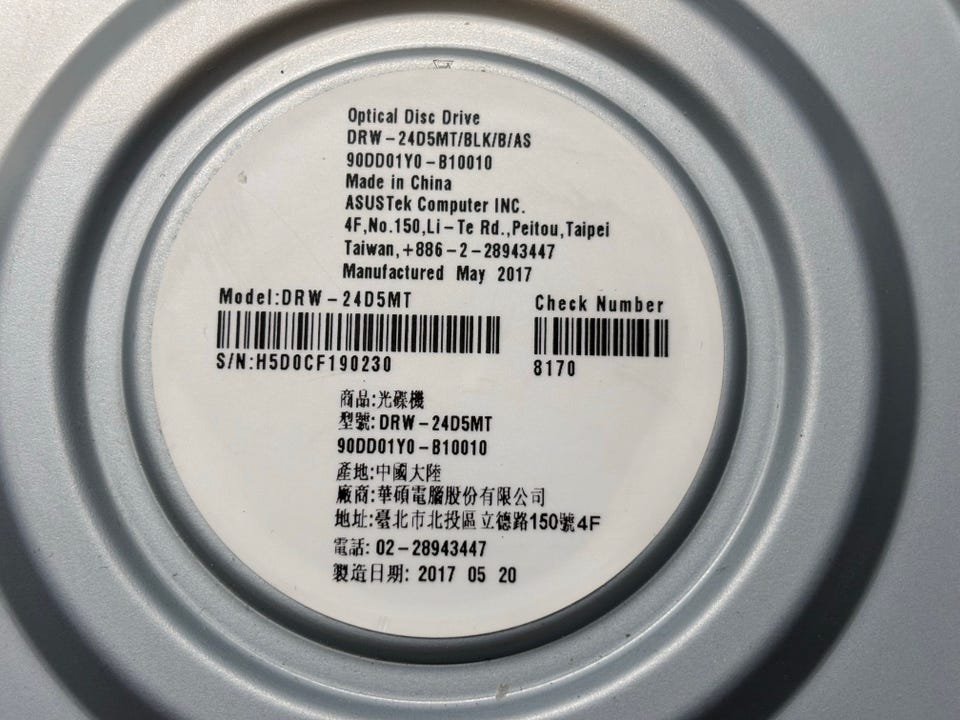 Optical Disc Drive
DRW-24D5MT/BLK/B/AS
90DD01Y0-B10010
Made in China
ASUSTek Computer INC.
4F,No.150,Li-Te Rd.,Peitou,Taipei
Taiwan,+886-2-28943447
Manufactured May 2017
Model:DRW-24D5MT
S/N:H5D0CF190230
Check Number
8170
商品:光碟機
型號:DRW-24D5MT
90DD01Y0-B10010
產地:中國大陸
廠商:華碩電腦股份有限公司
地址:臺北市北投區立德路150號4F
電話: 02-28943447
製造日期: 2017 05 20